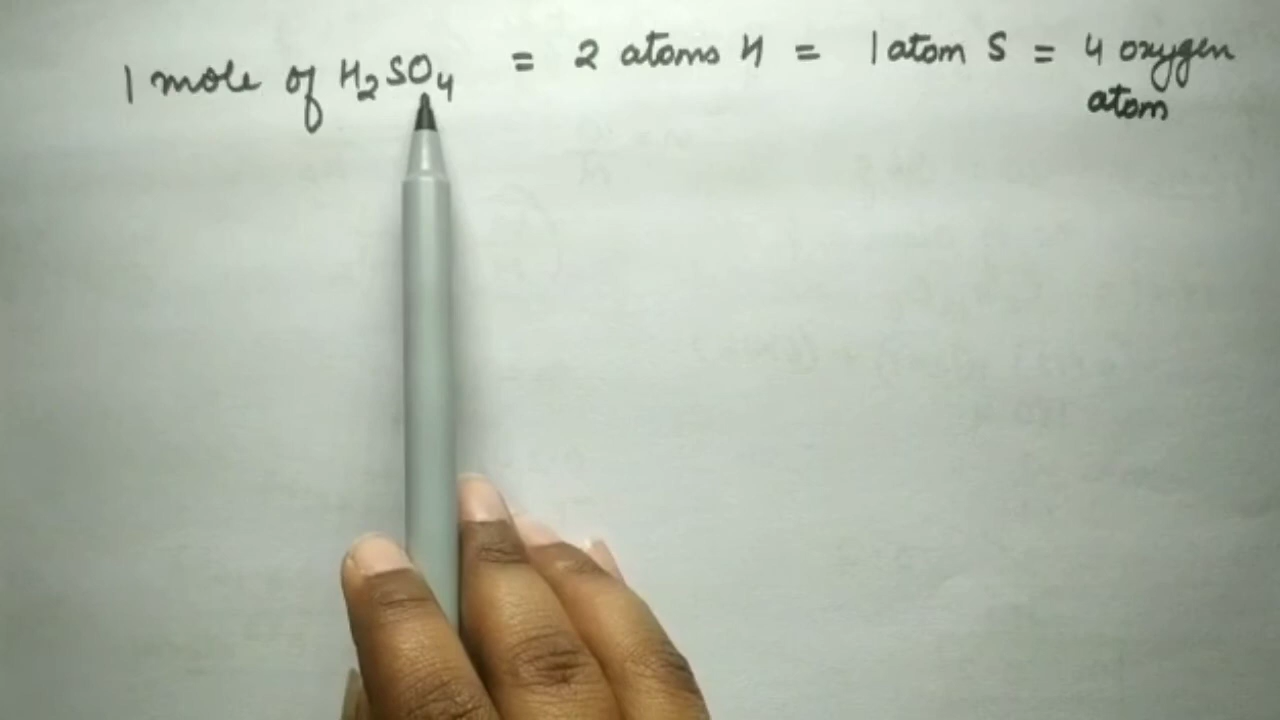 1 mole of H₂SO₄ = 2 atoms H = 1 atom S = 4 oxygen
atom